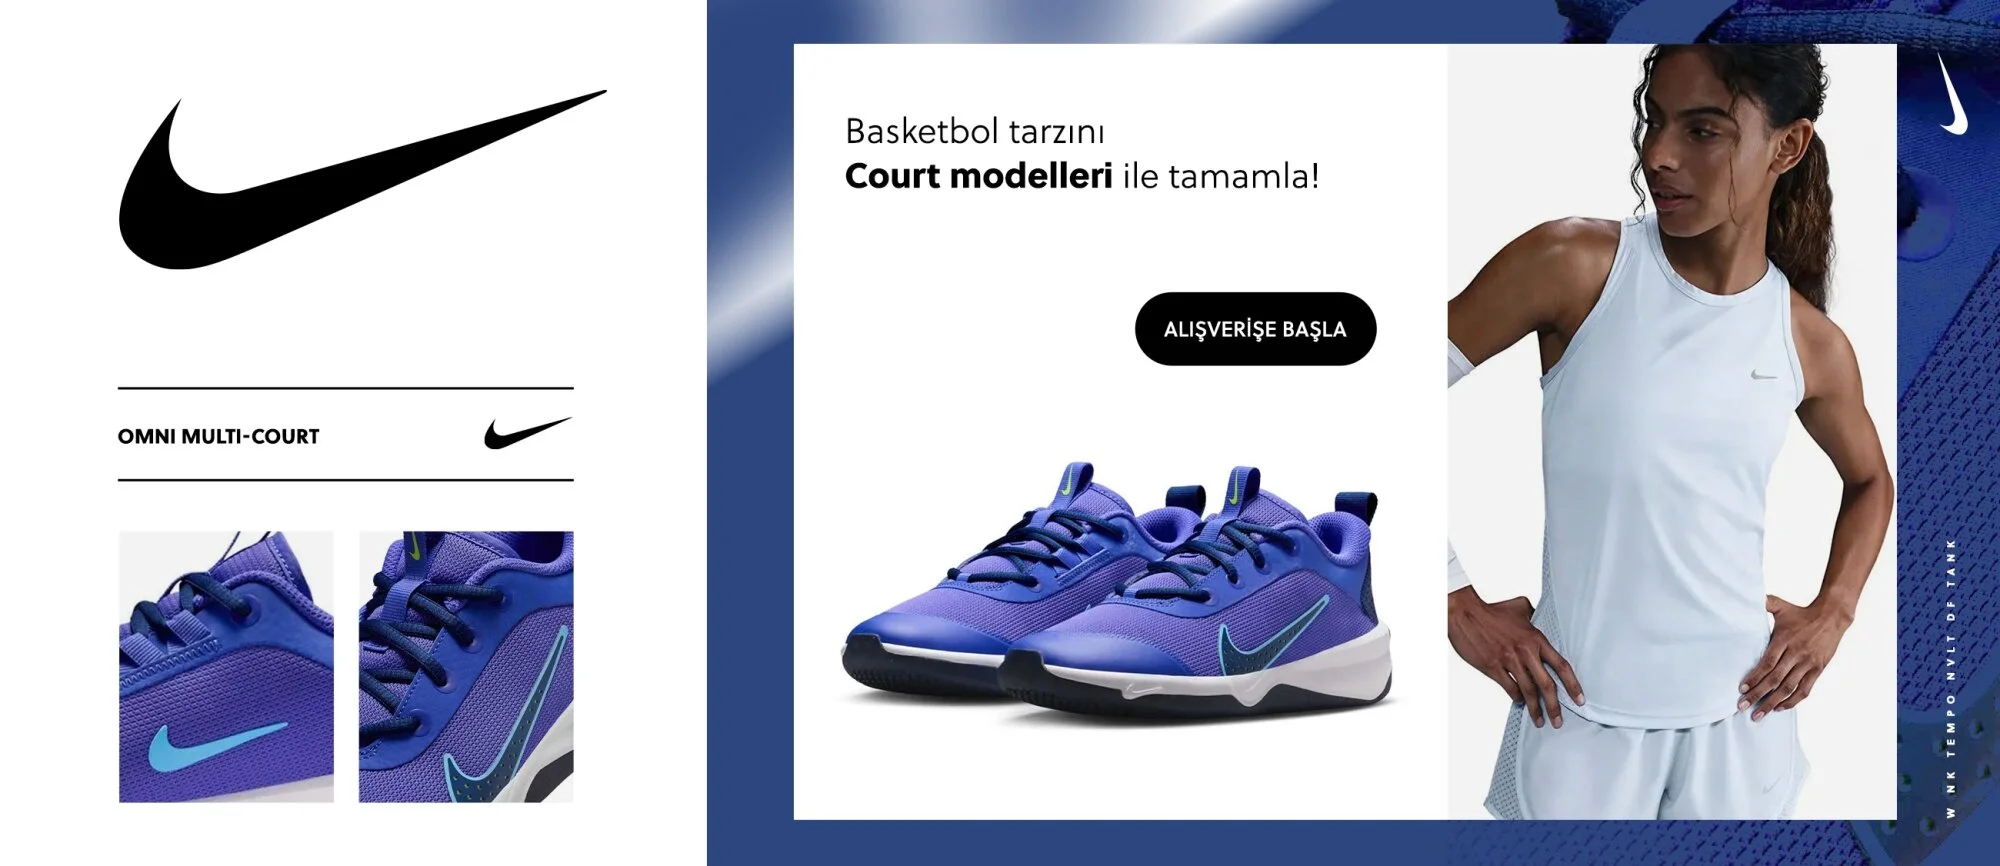 OMNI MULTI-COURT
Basketbol tarzını
Court modelleri ile tamamla!
ALIŞVERİŞE BAŞLA
W NK TEMPO NVLT DF TANK